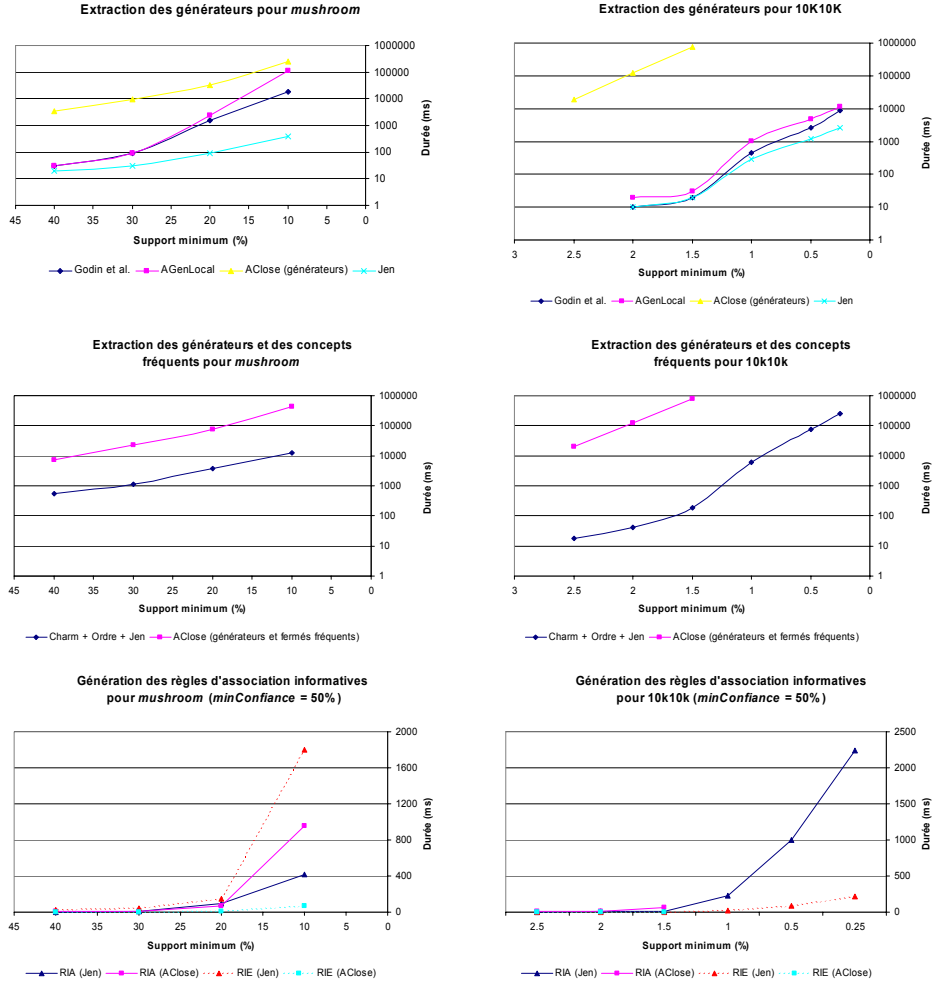 Extraction des générateurs pour mushroom
1000000
100000
10000
1000
100
10
1
Durée (ms)
45 40 35 30 25 20 15 10 5 0
Support minimum (%)
Godin et al. AGenLocal AClose (générateurs) Jen
Extraction des générateurs pour 10K10K
1000000
100000
10000
1000
100
10
1
Durée (ms)
3 2.5 2 1.5 1 0.5 0
Support minimum (%)
Godin et al. AGenLocal AClose (générateurs) Jen
Extraction des générateurs et des concepts
fréquents pour mushroom
1000000
100000
10000
1000
100
10
1
Durée (ms)
45 40 35 30 25 20 15 10 5 0
Support minimum (%)
Charm + Ordre + Jen AClose (générateurs et fermés fréquents)
Extraction des générateurs et des concepts
fréquents pour 10k10k
1000000
100000
10000
1000
100
10
1
Durée (ms)
3 2.5 2 1.5 1 0.5 0
Support minimum (%)
Charm + Ordre + Jen AClose (générateurs et fermés fréquents)
Génération des règles d'association informatives
pour mushroom (minConfiance = 50%)
2000
1600
1200
800
400
0
Durée (ms)
45 40 35 30 25 20 15 10 5 0
Support minimum (%)
RIA (Jen) RIA (AClose) RIE (Jen) RIE (AClose)
Génération des règles d'association informatives
pour 10k10k (minConfiance = 50%)
2500
2000
1500
1000
500
0
Durée (ms)
2.5 2 1.5 1 0.5 0.25
Support minimum (%)
RIA (Jen) RIA (AClose) RIE (Jen) RIE (AClose)